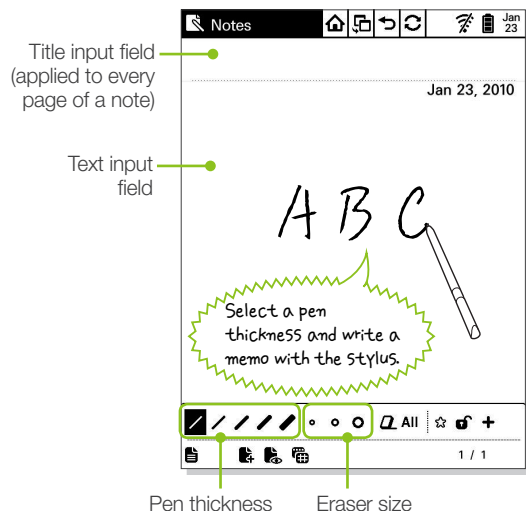 Notes
Jan
23
Title input field
(applied to every
page of a note)
Jan 23, 2010
Text input
field
A B C
Select a pen
thickness and write a
memo with the stylus.
All
1 / 1
Pen thickness
Eraser size